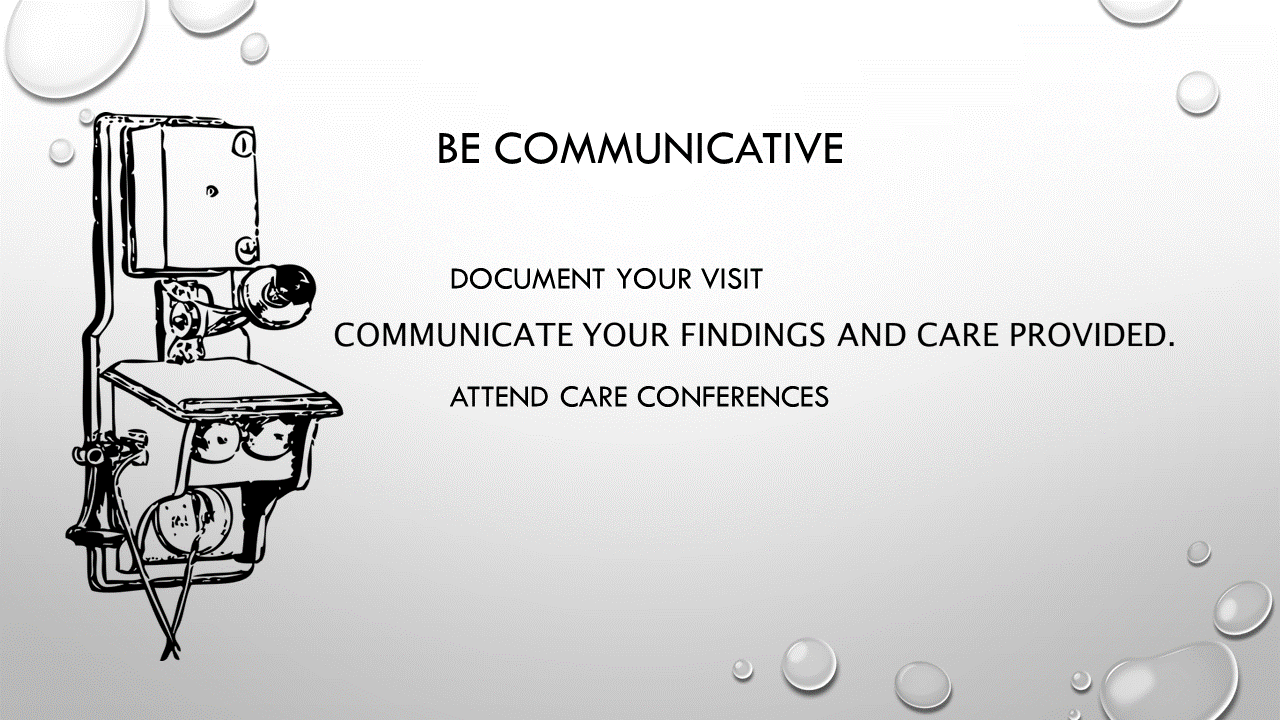 BE COMMUNICATIVE
DOCUMENT YOUR VISIT
COMMUNICATE YOUR FINDINGS AND CARE PROVIDED.
ATTEND CARE CONFERENCES